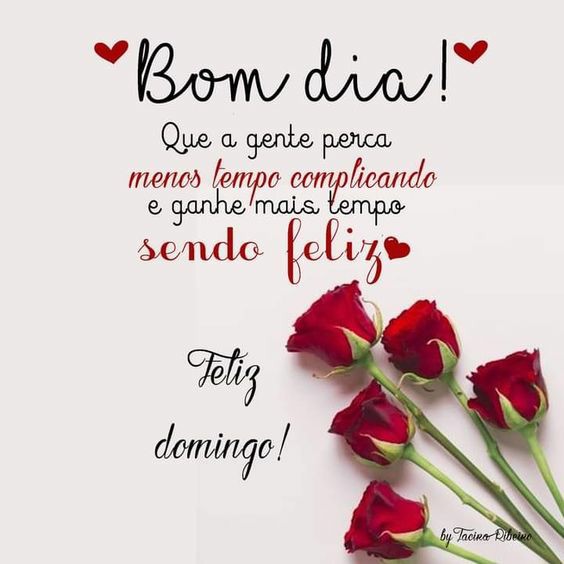 Bom dia!
Que a gente perca
menos tempo complicando
e ganhe mais tempo
sendo feliz
Feliz
domingo!
by Tacira Ribeiro